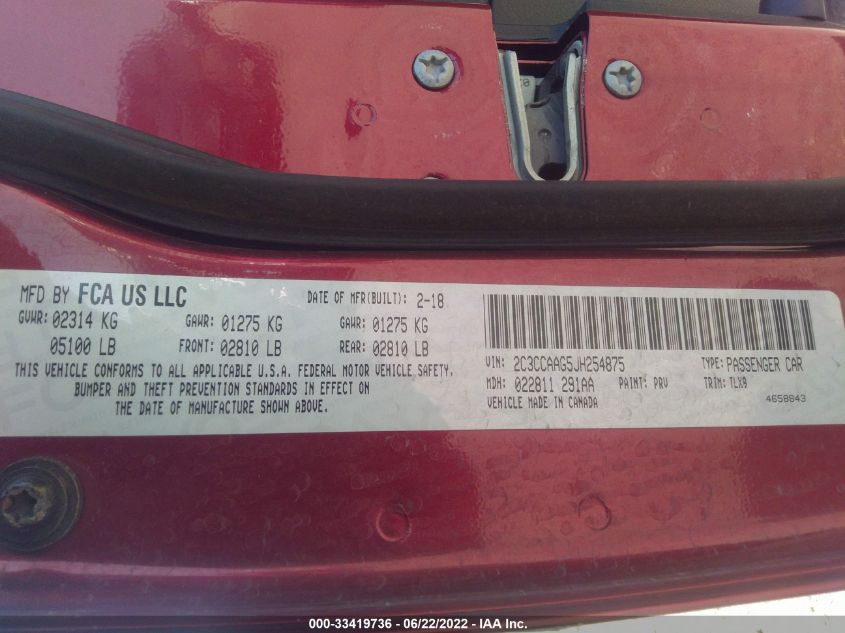 MFD BY FCA US LLC
DATE OF MFR(BUILT): 2-18
GVWR: 02314 KG GAWR: 01275 KG GAWR: 01275 KG
05100 LB FRONT: 02810 LB REAR: 02810 LB
THIS VEHICLE CONFORMS TO ALL APPLICABLE U.S.A. FEDERAL MOTOR VEHICLE SAFETY,
BUMPER AND THEFT PREVENTION STANDARDS IN EFFECT ON
THE DATE OF MANUFACTURE SHOWN ABOVE.
VIN: 2C3CCAAG5JH254875 TYPE: PASSENGER CAR
MDH: 022811 291AA PAINT: PRV TRIM: TLX9
VEHICLE MADE IN CANADA 4658843
000-33419736 - 06/22/2022 - IAA Inc.